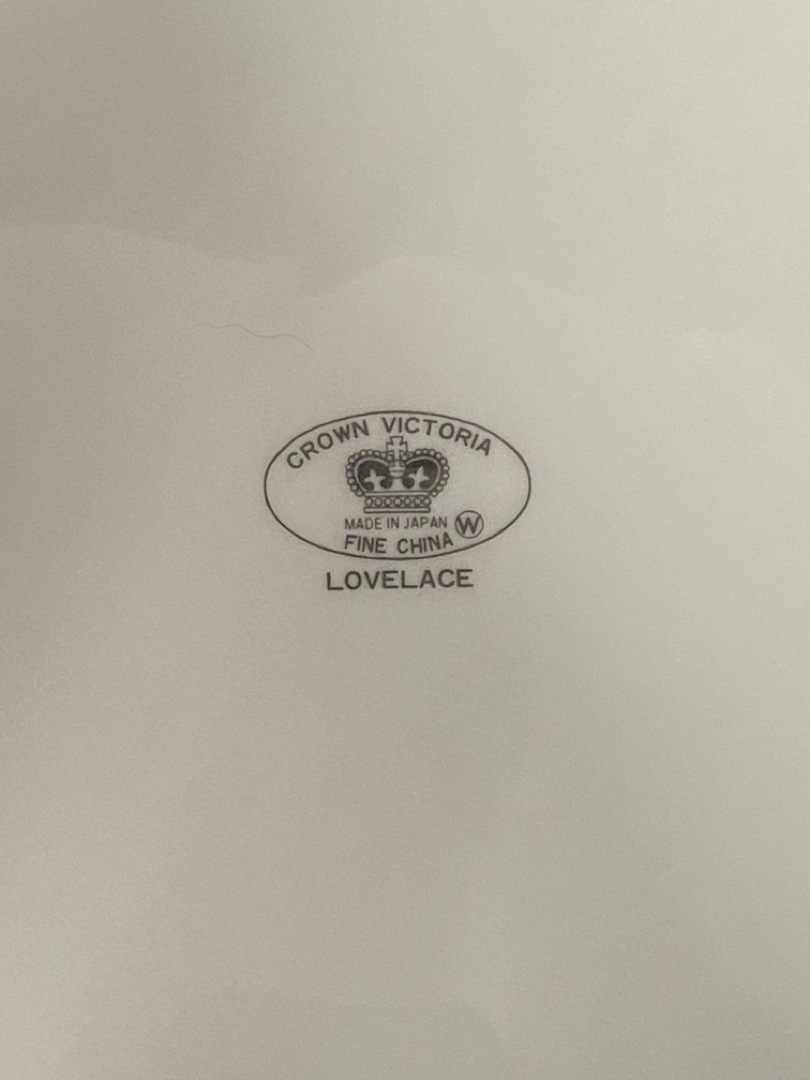 CROWN VICTORIA
MADE IN JAPAN W
FINE CHINA
LOVELACE